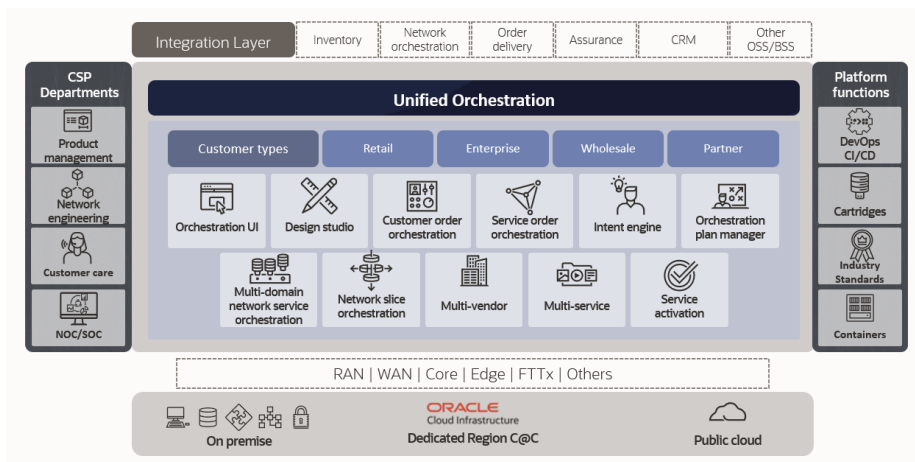 Integration Layer
Inventory
Network
orchestration
Order
delivery
Assurance
CRM
Other
OSS/BSS
CSP
Departments
Product
management
Network
engineering
Customer care
NOC/SOC
Unified Orchestration
Customer types
Retail
Enterprise
Wholesale
Partner
Orchestration UI
Design studio
Customer order
orchestration
Service order
orchestration
Intent engine
Orchestration
plan manager
Multi-domain
network service
orchestration
Network slice
orchestration
Multi-vendor
Multi-service
Service
activation
Platform
functions
DevOps
CI/CD
Cartridges
Industry
Standards
Containers
RAN | WAN | Core | Edge | FTTx | Others
On premise
ORACLE
Cloud Infrastructure
Dedicated Region C@C
Public cloud